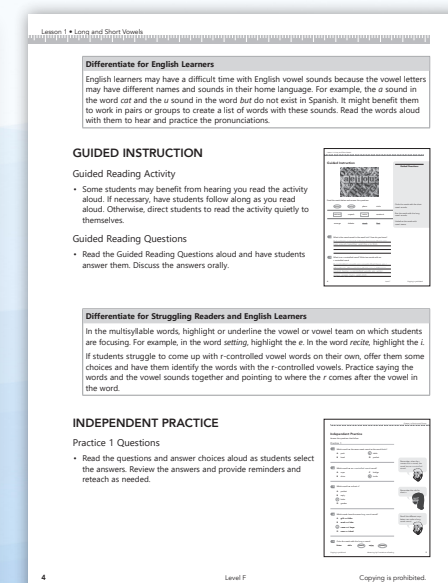 Lesson 1 • Long and Short Vowels
Differentiate for English Learners
English learners may have a difficult time with English vowel sounds because the vowel letters
may have different names and sounds in their home language. For example, the a sound in
the word cat and the u sound in the word but do not exist in Spanish. It might benefit them
to work in pairs or groups to create a list of words with these sounds. Read the words aloud
with them to hear and practice the pronunciations.
GUIDED INSTRUCTION
Guided Reading Activity
• Some students may benefit from hearing you read the activity
aloud. If necessary, have students follow along as you read
aloud. Otherwise, direct students to read the activity quietly to
themselves.
Guided Reading Questions
• Read the Guided Reading Questions aloud and have students
answer them. Discuss the answers orally.
Guided Instruction
Differentiate for Struggling Readers and English Learners
In the multisyllable words, highlight or underline the vowel or vowel team on which students
are focusing. For example, in the word setting, highlight the e. In the word recite, highlight the i.
If students struggle to come up with r-controlled vowel words on their own, offer them some
choices and have them identify the words with the r-controlled vowels. Practice saying the
words and the vowel sounds together and pointing to where the r comes after the vowel in
the word.
INDEPENDENT PRACTICE
Practice 1 Questions
• Read the questions and answer choices aloud as students select
the answers. Review the answers and provide reminders and
reteach as needed.
Independent Practice
4
Level F
Copying is prohibited.